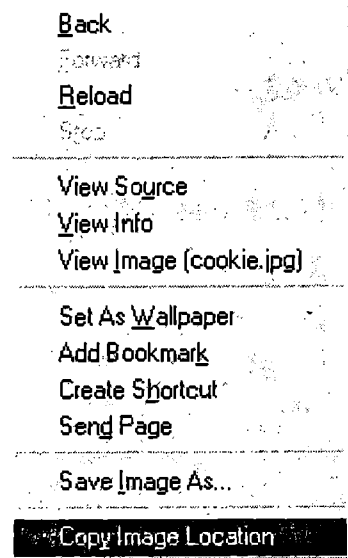 Back
Forward
Reload
Stop
View Source
View Info
View Image (cookie.jpg)
Set As Wallpaper
Add Bookmark
Create Shortcut
Send Page
Save Image As...
Copy Image Location